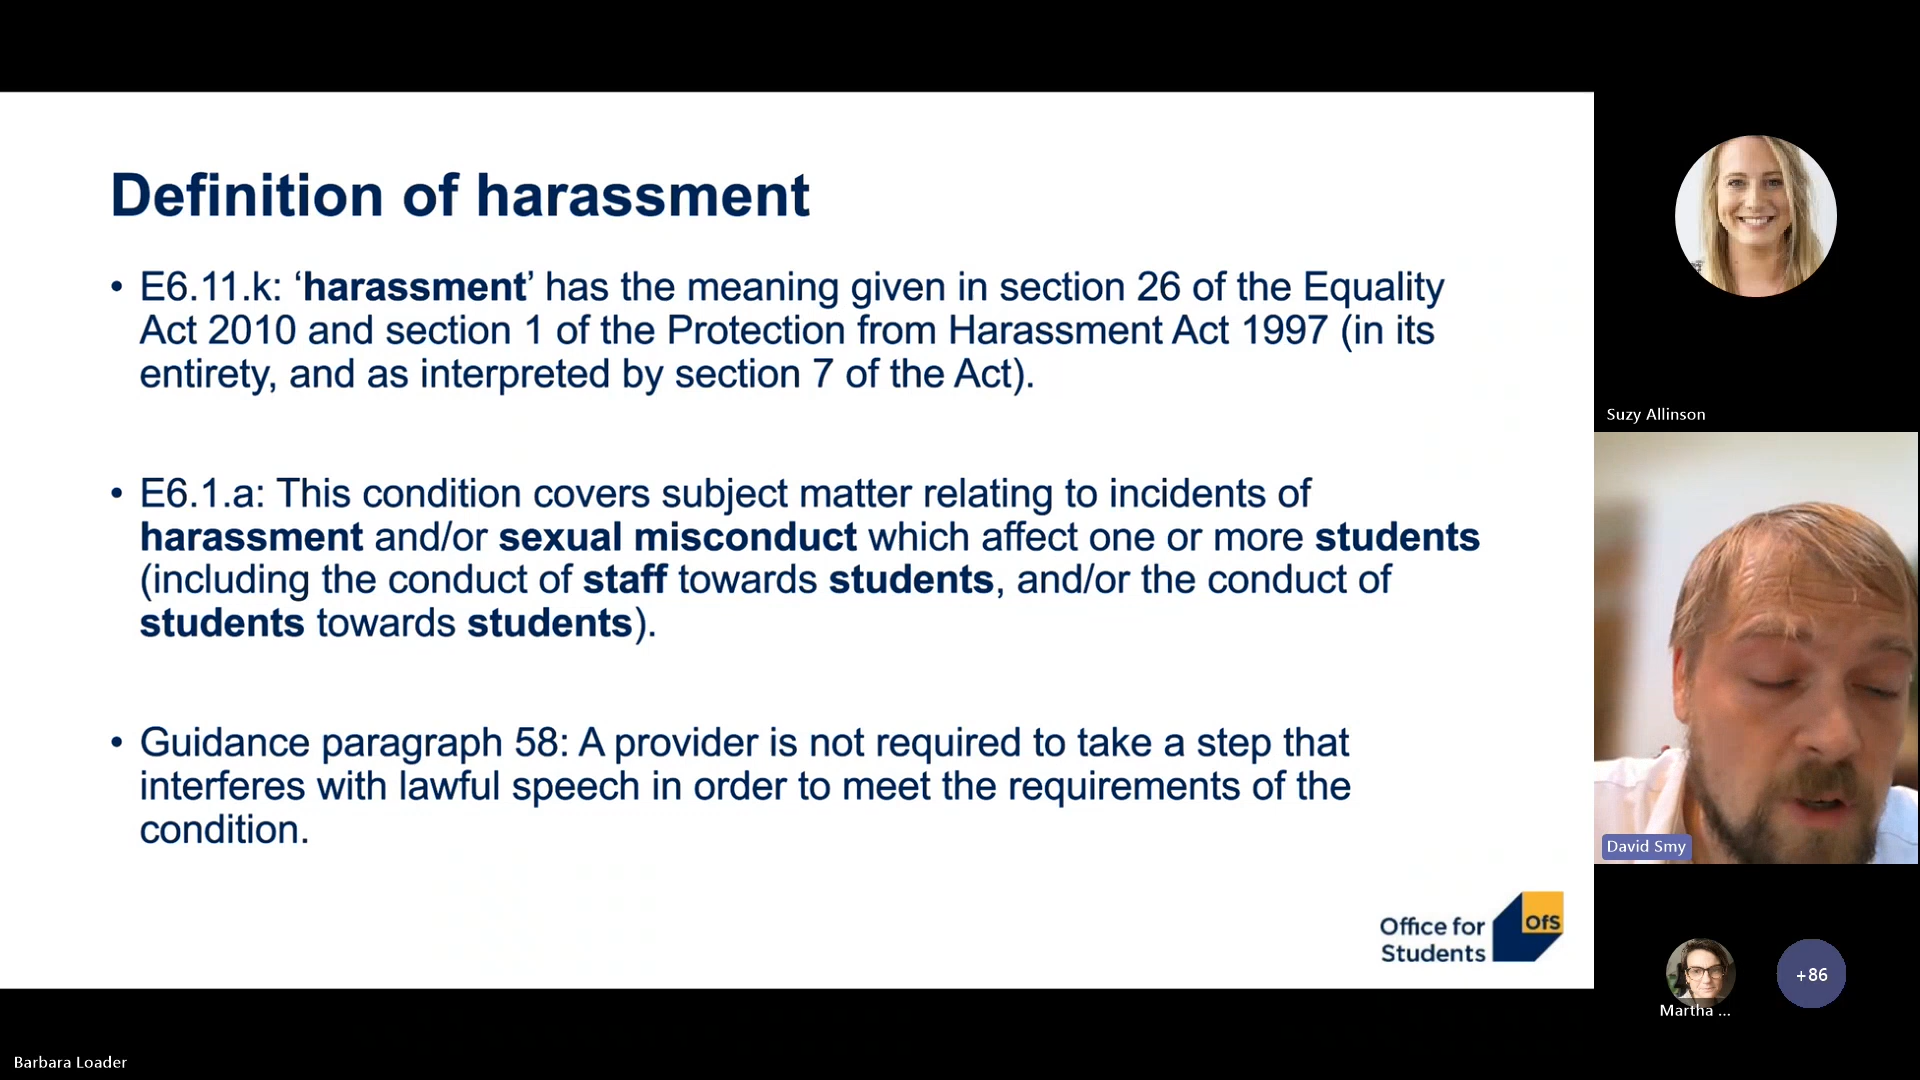 Definition of harassment
• E6.11.k: ‘harassment’ has the meaning given in section 26 of the Equality
Act 2010 and section 1 of the Protection from Harassment Act 1997 (in its
entirety, and as interpreted by section 7 of the Act).
• E6.1.a: This condition covers subject matter relating to incidents of
harassment and/or sexual misconduct which affect one or more students
(including the conduct of staff towards students, and/or the conduct of
students towards students).
• Guidance paragraph 58: A provider is not required to take a step that
interferes with lawful speech in order to meet the requirements of the
condition.
Office for
Students
OfS
Suzy Allinson
David Smy
Martha ...
+86
Barbara Loader